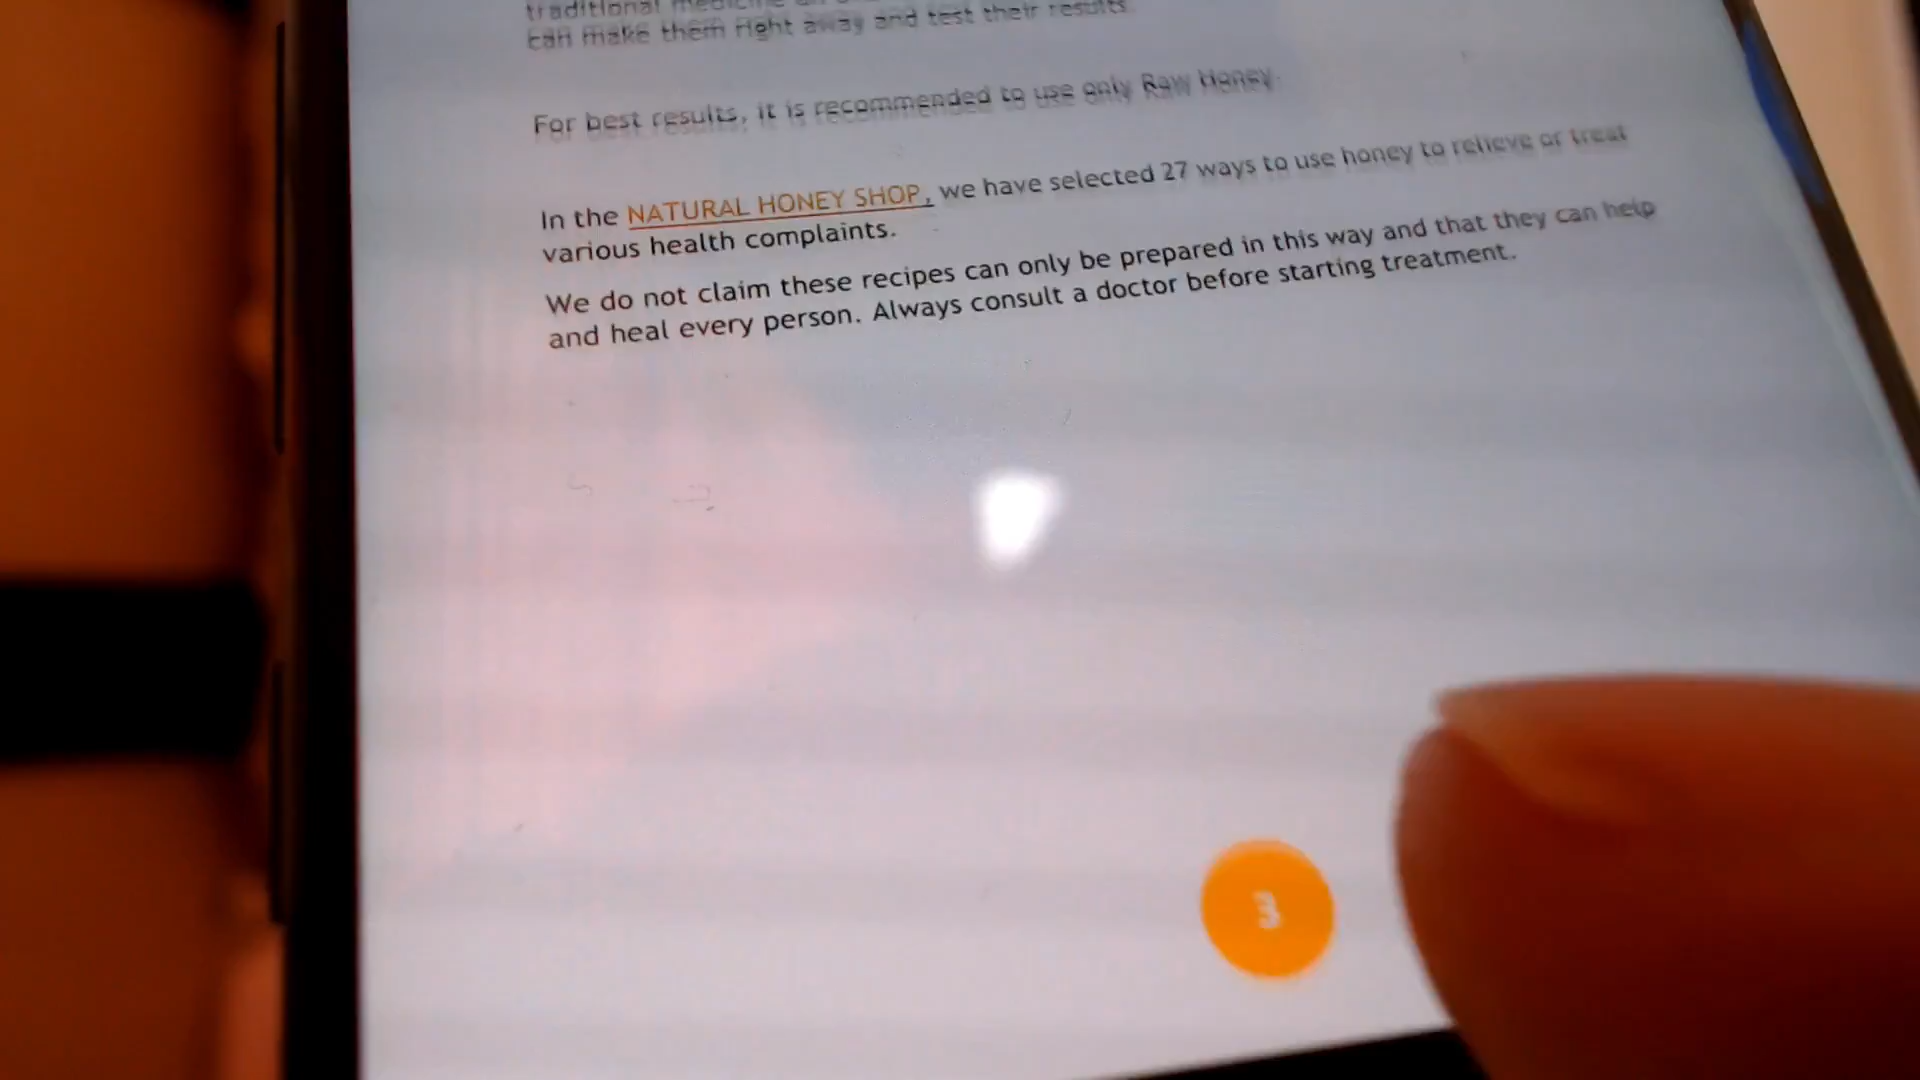 traditional medicine
can make them right away and test their results
For best results, it is recommended to use only Raw Honey.
In the NATURAL HONEY SHOP, we have selected 27 ways to use honey to relieve or treat
various health complaints.
We do not claim these recipes can only be prepared in this way and that they can help
and heal every person. Always consult a doctor before starting treatment.
3